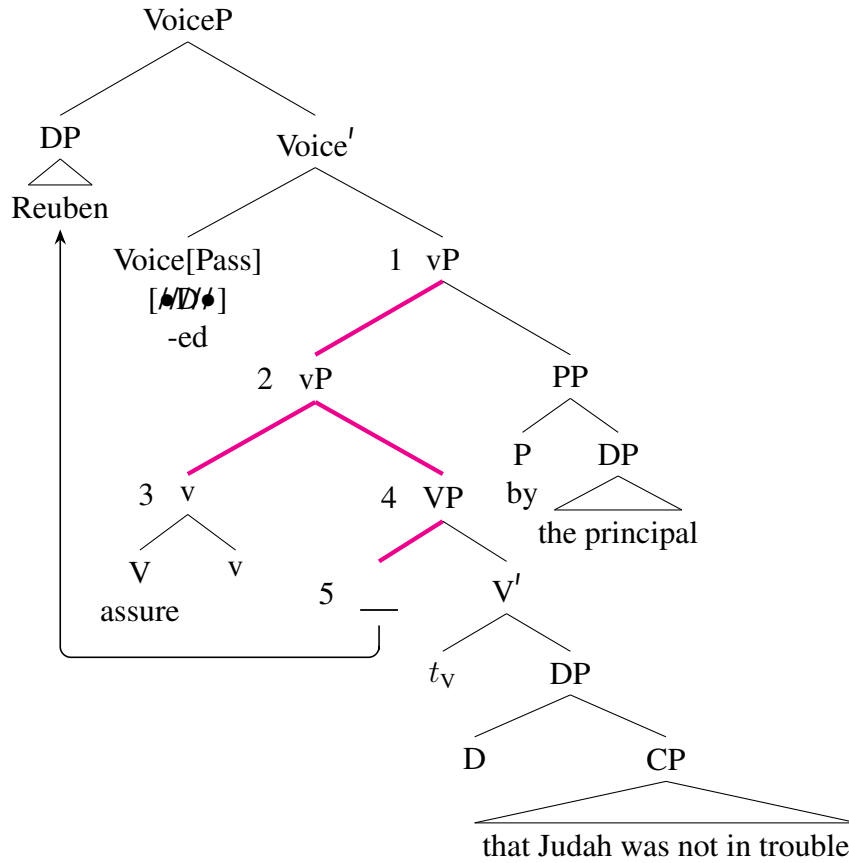 VoiceP
DP Voice′
Reuben
Voice[Pass] 1 vP
[•D•]
-ed
2 vP PP
P DP
3 v 4 VP by
the principal
V v V′
assure 5
t_V DP
D CP
that Judah was not in trouble